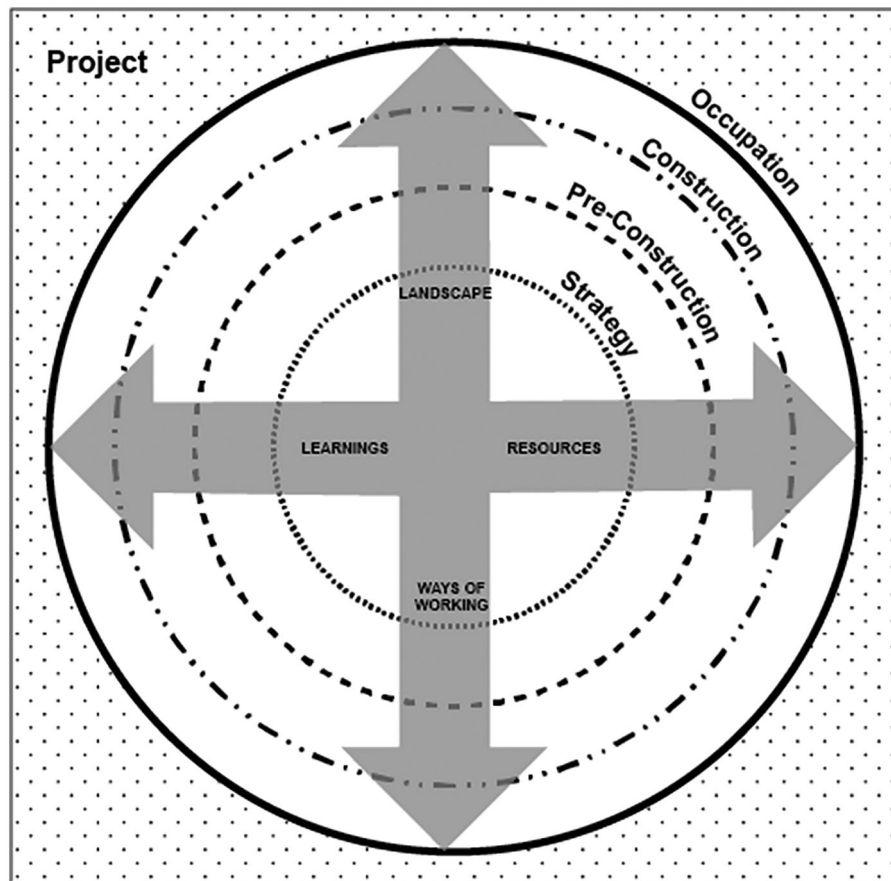 Project
Occupation
Construction
Pre-Construction
Strategy
LANDSCAPE
LEARNINGS
RESOURCES
WAYS OF
WORKING